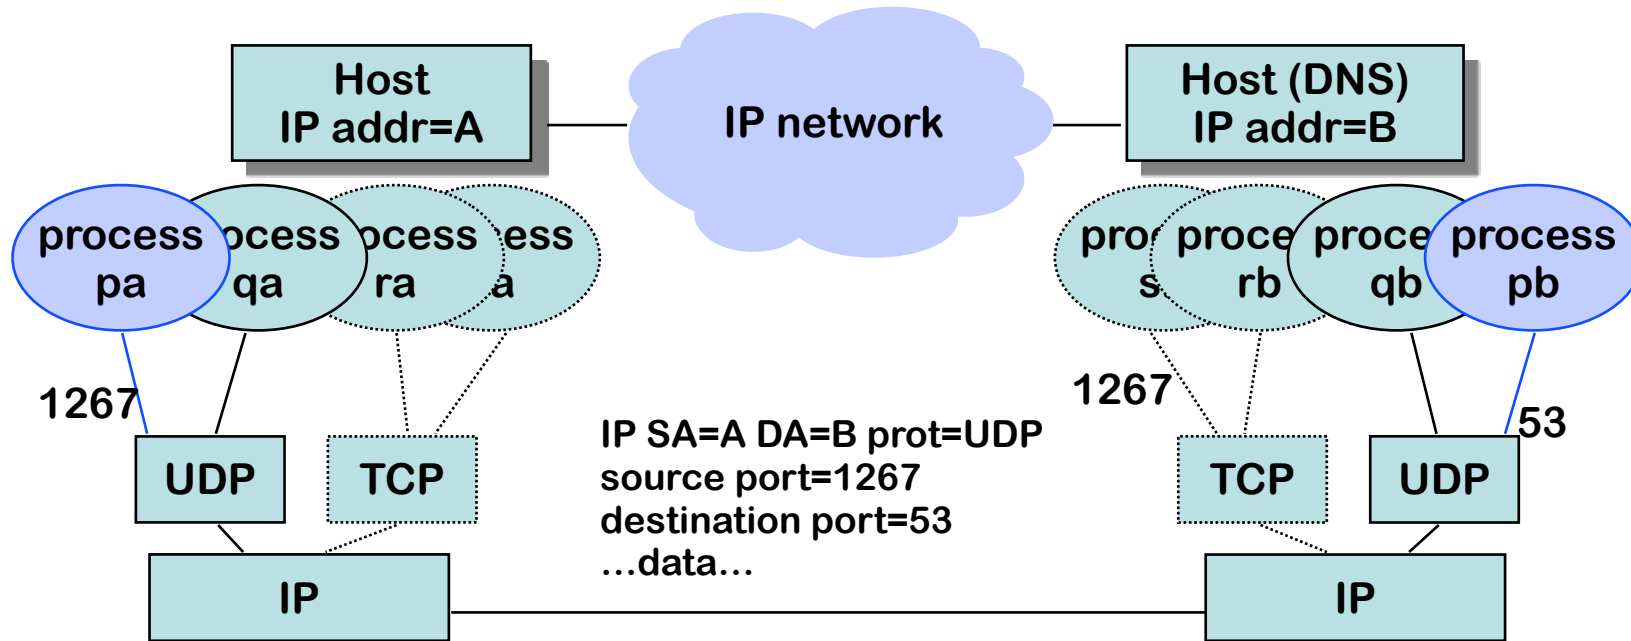 Host
IP addr=A
IP network
Host (DNS)
IP addr=B
process
pa
ocess
qa
ocess
ra
ess
a
proc
s
proce
rb
proce
qb
process
pb
1267
1267
53
IP SA=A DA=B prot=UDP
source port=1267
destination port=53
…data…
UDP
TCP
TCP
UDP
IP
IP